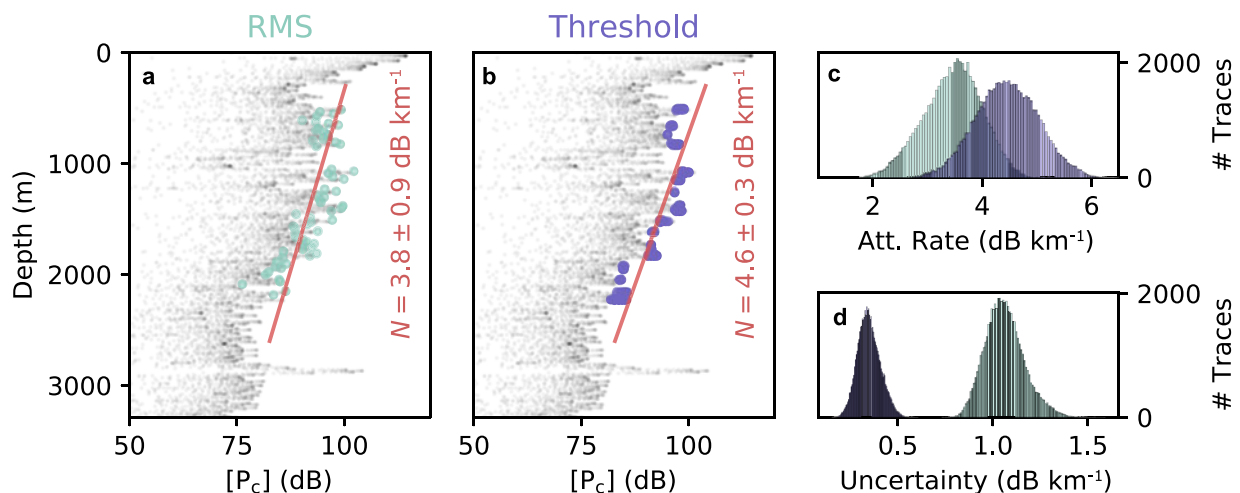 RMS
Threshold
a
b
c
d
0
1000
2000
3000
Depth (m)
50
75
100
[Pc] (dB)
N = 3.8 ± 0.9 dB km⁻¹
50
75
100
[Pc] (dB)
N = 4.6 ± 0.3 dB km⁻¹
2000
0
# Traces
2
4
6
Att. Rate (dB km⁻¹)
2000
0
# Traces
0.5
1.0
1.5
Uncertainty (dB km⁻¹)